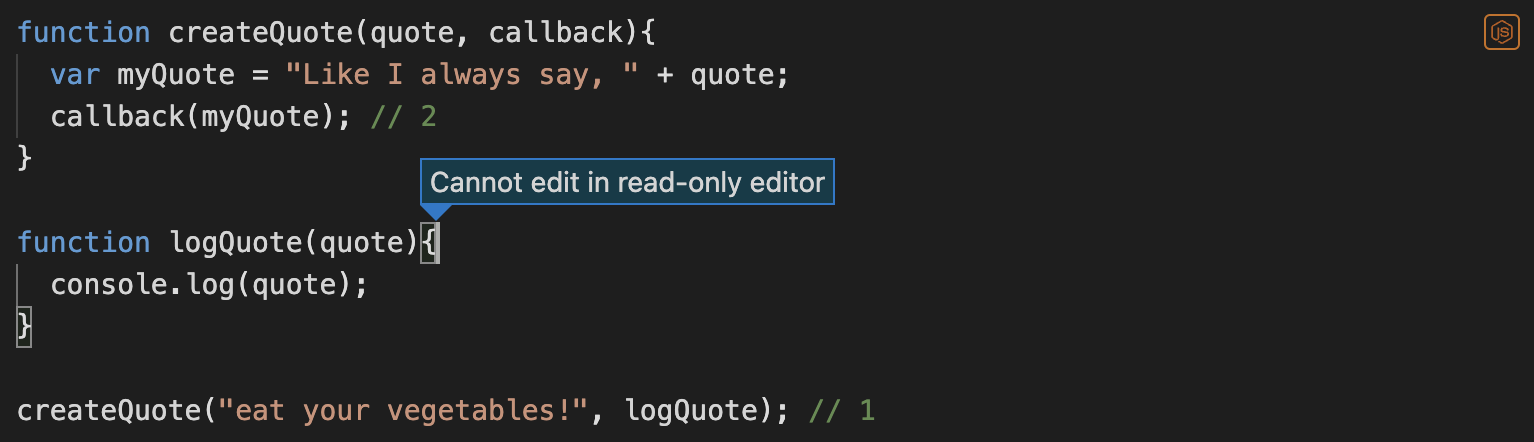 function createQuote(quote, callback){
  var myQuote = "Like I always say, " + quote;
  callback(myQuote); // 2
}
Cannot edit in read-only editor
function logQuote(quote){
  console.log(quote);
}
createQuote("eat your vegetables!", logQuote); // 1
JS